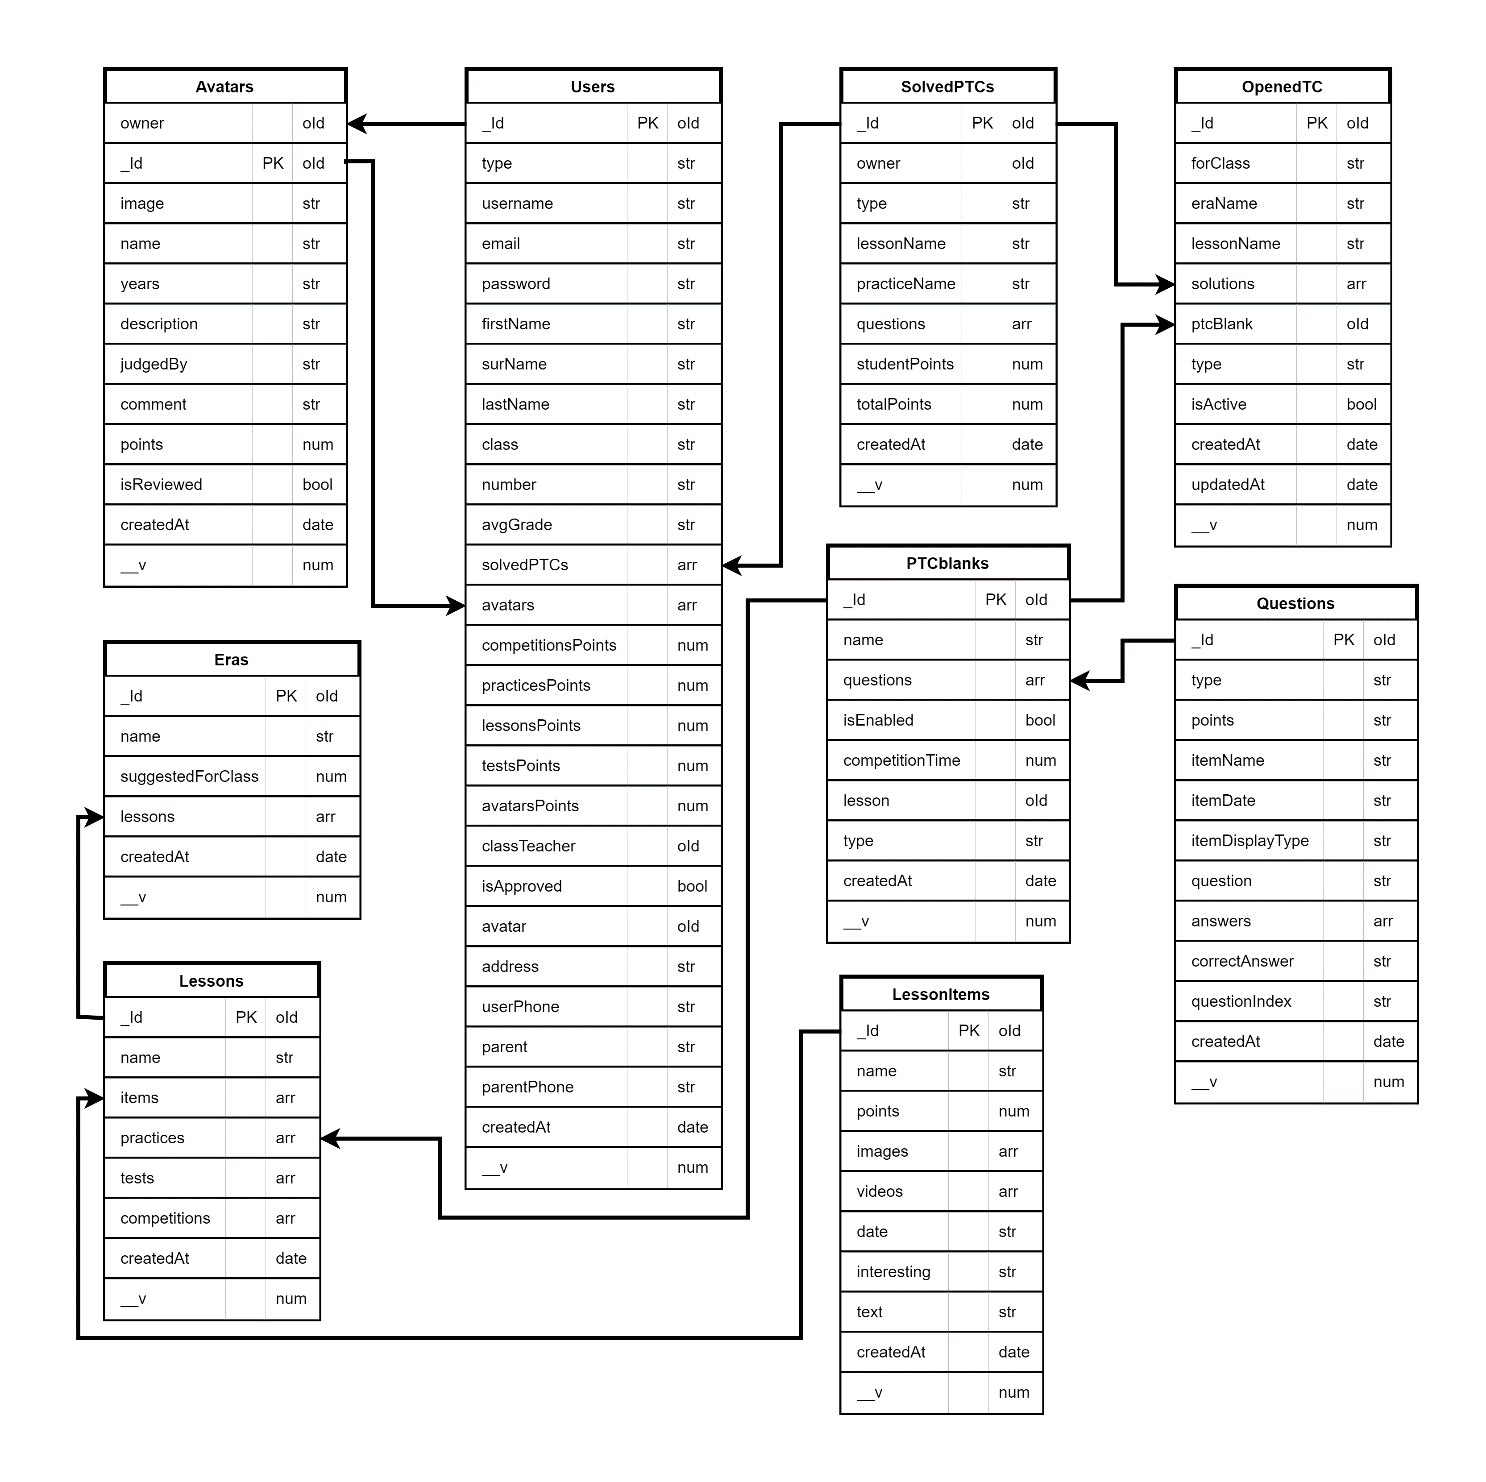 Avatars
owner oId
_Id PK oId
image str
name str
years str
description str
judgedBy str
comment str
points num
isReviewed bool
createdAt date
__v num
Users
_Id PK oId
type str
username str
email str
password str
firstName str
surName str
lastName str
class str
number str
avgGrade str
solvedPTCs arr
avatars arr
competitionsPoints num
practicesPoints num
lessonsPoints num
testsPoints num
avatarsPoints num
classTeacher oId
isApproved bool
avatar oId
address str
userPhone str
parent str
parentPhone str
createdAt date
__v num
SolvedPTCs
_Id PK oId
owner oId
type str
lessonName str
practiceName str
questions arr
studentPoints num
totalPoints num
createdAt date
__v num
OpenedTC
_Id PK oId
forClass str
eraName str
lessonName str
solutions arr
ptcBlank oId
type str
isActive bool
createdAt date
updatedAt date
__v num
Eras
_Id PK oId
name str
suggestedForClass num
lessons arr
createdAt date
__v num
PTCblanks
_Id PK oId
name str
questions arr
isEnabled bool
competitionTime num
lesson oId
type str
createdAt date
__v num
Questions
_Id PK oId
type str
points str
itemName str
itemDate str
itemDisplayType str
question str
answers arr
correctAnswer str
questionIndex str
createdAt date
__v num
Lessons
_Id PK oId
name str
items arr
practices arr
tests arr
competitions arr
createdAt date
__v num
LessonItems
_Id PK oId
name str
points num
images arr
videos arr
date str
interesting str
text str
createdAt date
__v num